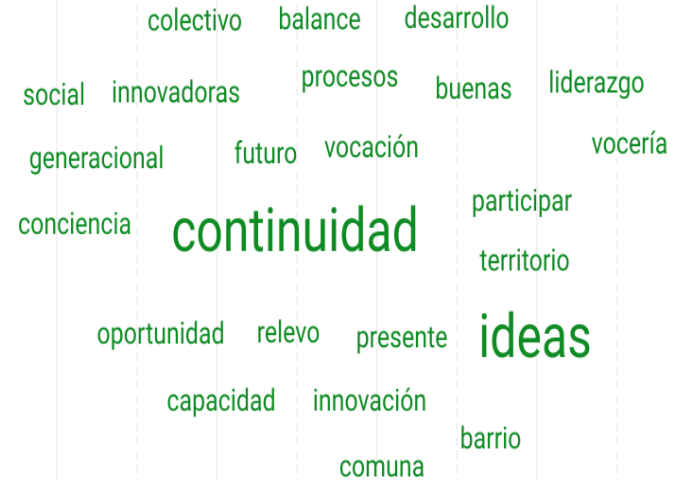 colectivo balance desarrollo
social innovadoras procesos buenas liderazgo
generacional futuro vocación vocería
conciencia continuidad participar
territorio
oportunidad relevo presente ideas
capacidad innovación
barrio
comuna